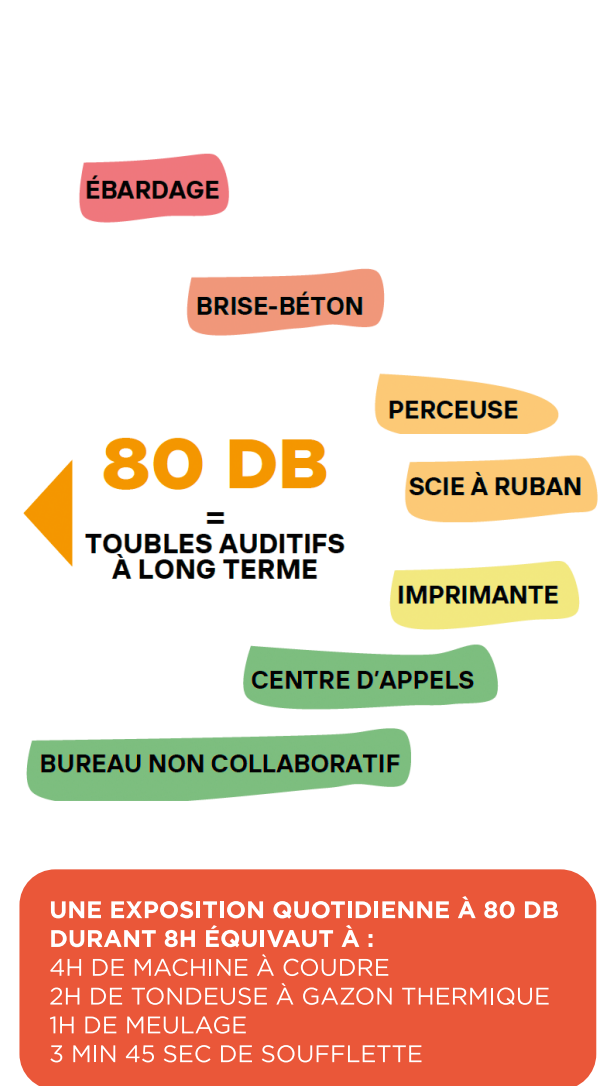 ÉBARDAGE
BRISE-BÉTON
PERCEUSE
80 DB
=
TOUBLES AUDITIFS
À LONG TERME
SCIE À RUBAN
IMPRIMANTE
CENTRE D'APPELS
BUREAU NON COLLABORATIF
UNE EXPOSITION QUOTIDIENNE À 80 DB
DURANT 8H ÉQUIVAUT À :
4H DE MACHINE À COUDRE
2H DE TONDEUSE À GAZON THERMIQUE
1H DE MEULAGE
3 MIN 45 SEC DE SOUFFLETTE